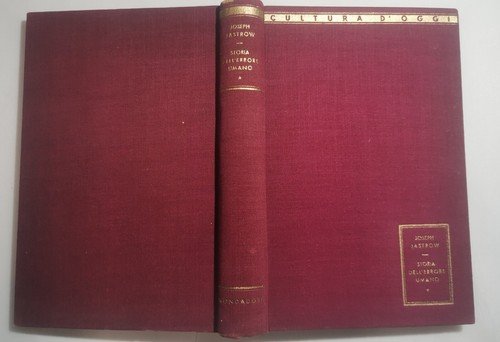 CULTURA D'OGGI
JOSEPH
JASTROW
STORIA
DELL'ERRORE
UMANO
MONDADORI
JOSEPH
JASTROW
STORIA
DELL'ERRORE
UMANO